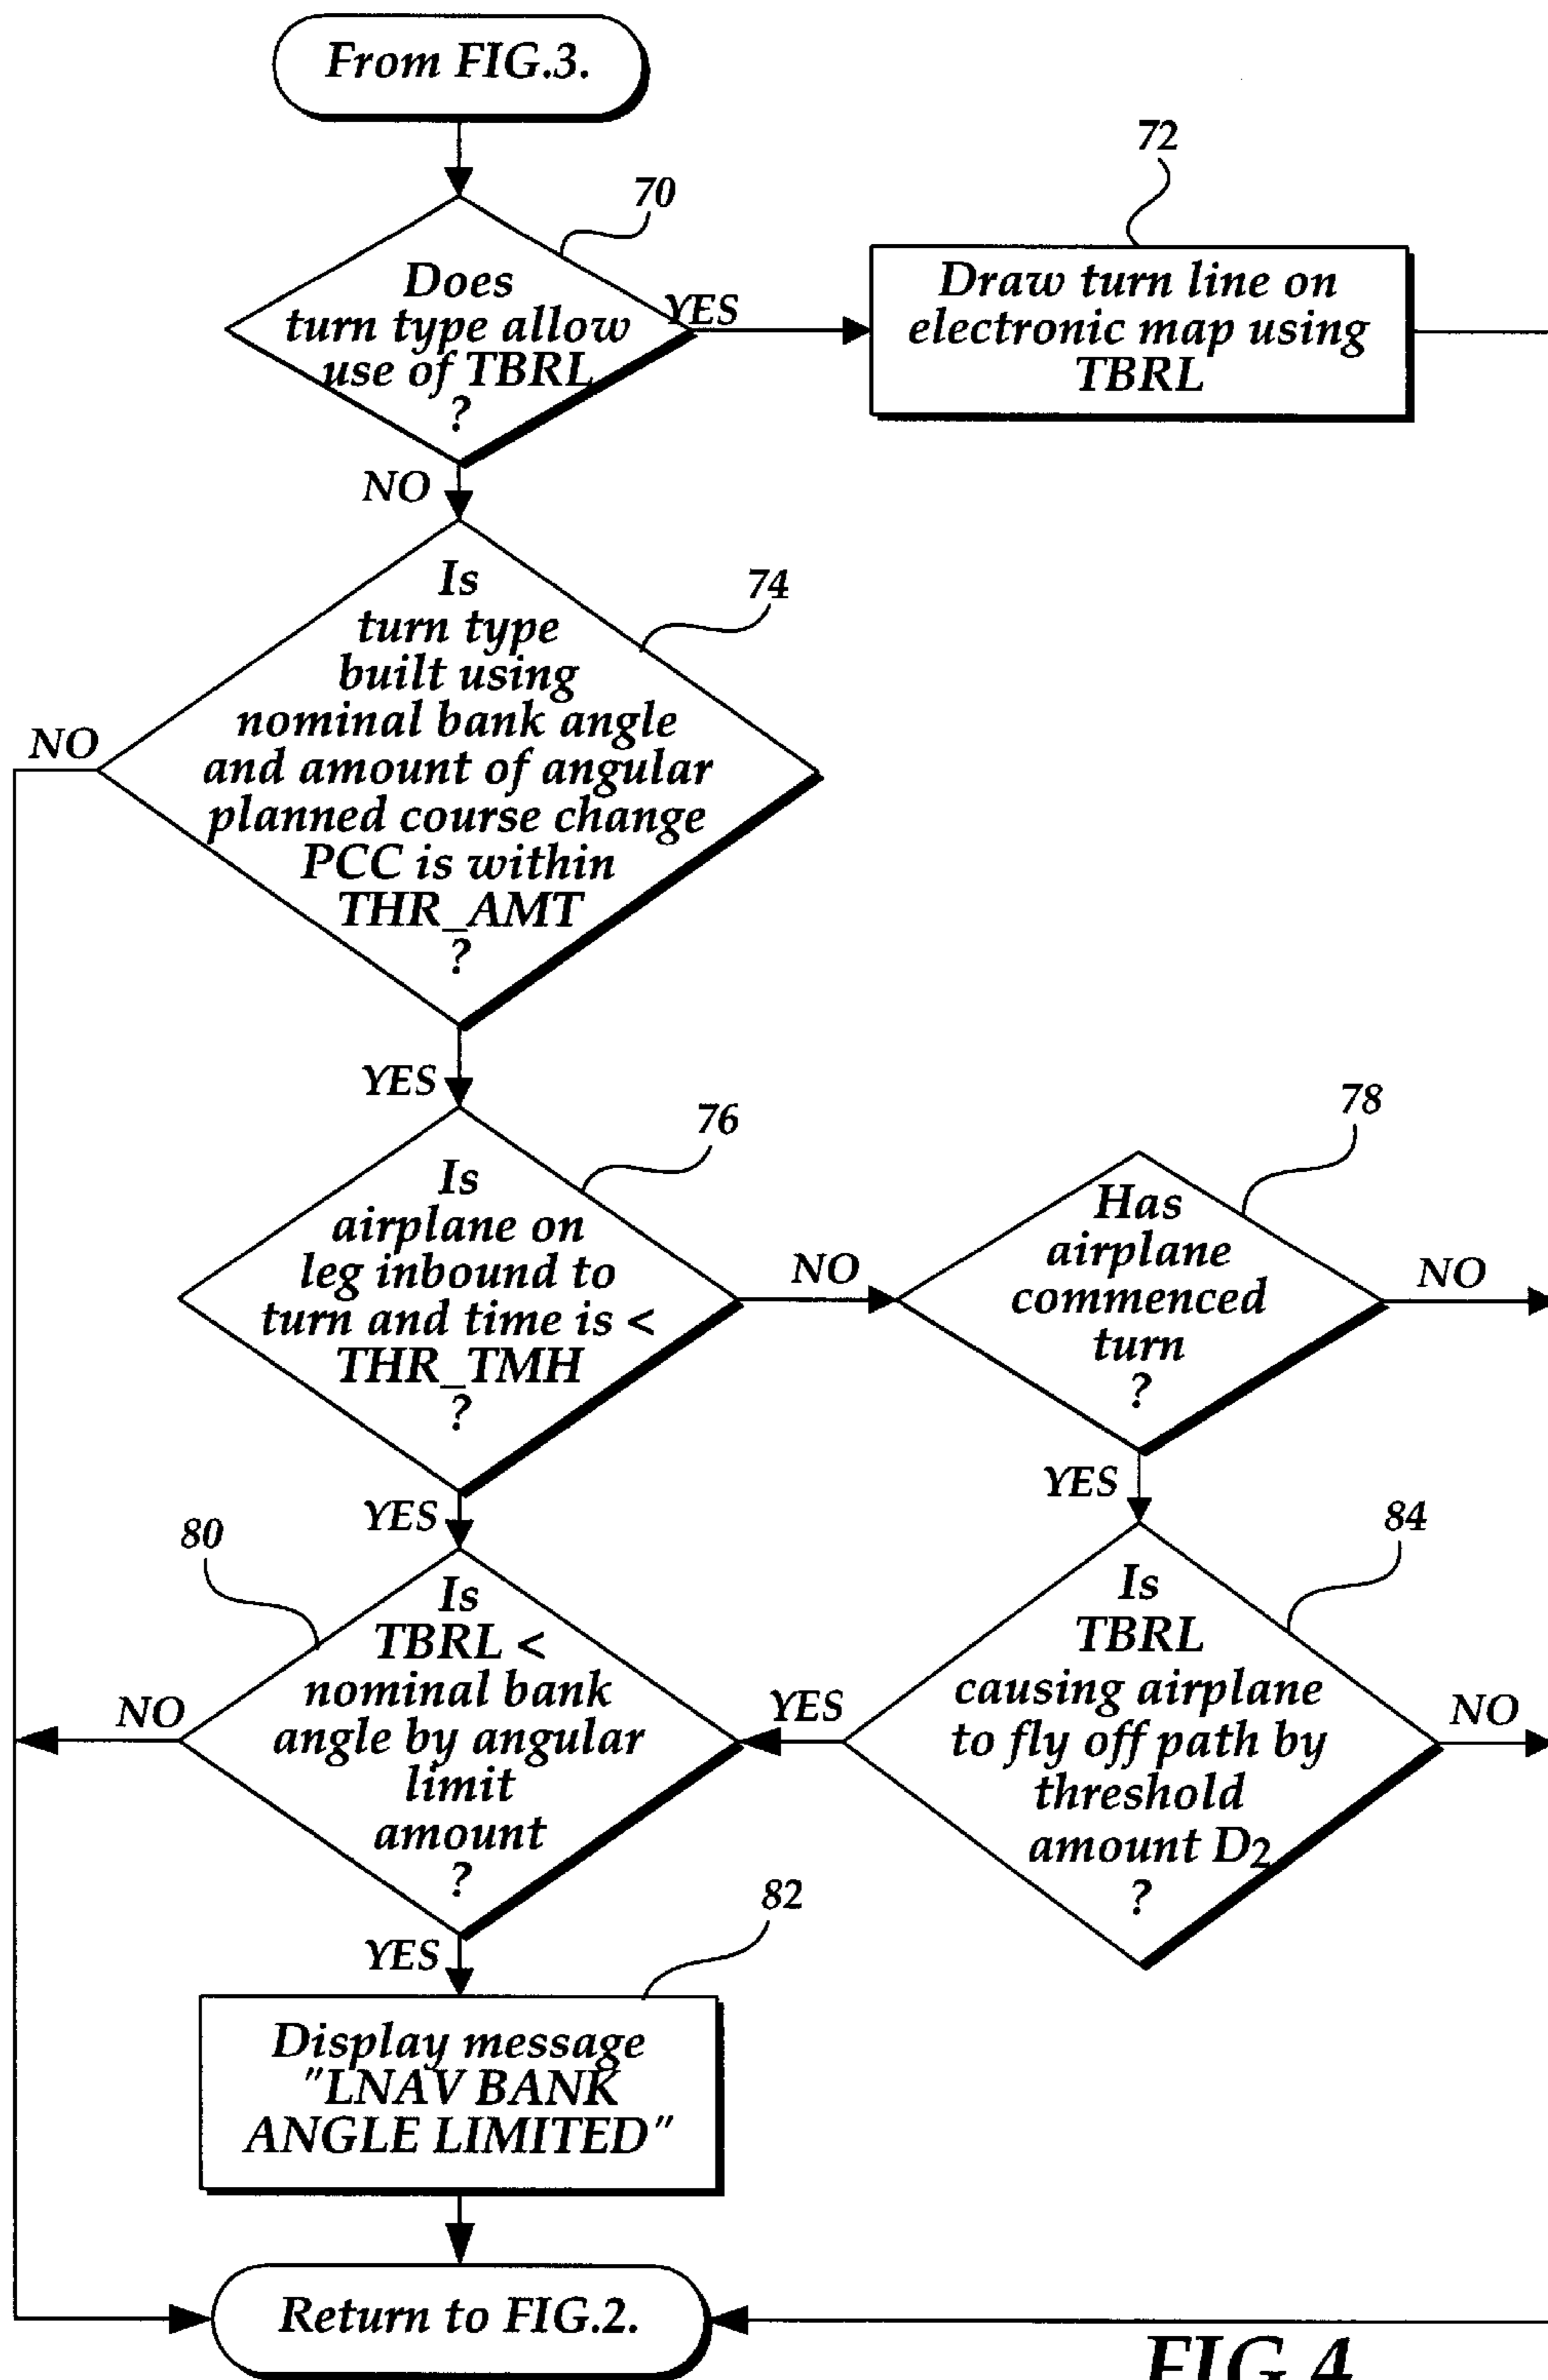 From FIG.3.
70
72
Does
turn type allow
use of TBRL
?
YES
Draw turn line on
electronic map using
TBRL
NO
74
Is
turn type
built using
nominal bank angle
and amount of angular
planned course change
PCC is within
THR_AMT
?
NO
YES
76
Is
airplane on
leg inbound to
turn and time is <
THR_TMH
?
NO
78
Has
airplane
commenced
turn
?
NO
YES
YES
80
Is
TBRL <
nominal bank
angle by angular
limit
amount
?
NO
YES
84
Is
TBRL
causing airplane
to fly off path by
threshold
amount D2
?
NO
YES
82
Display message
"LNAV BANK
ANGLE LIMITED"
Return to FIG.2.
FIG.4